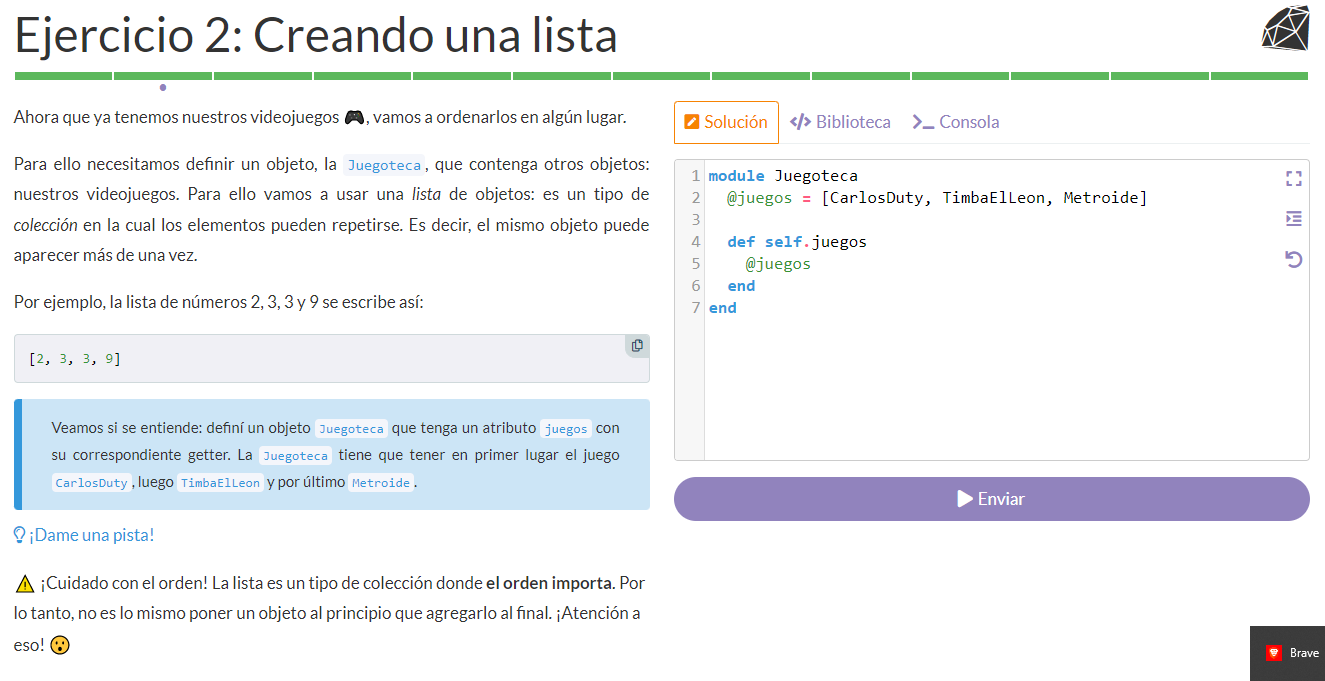 Ejercicio 2: Creando una lista
Ahora que ya tenemos nuestros videojuegos 🎮, vamos a ordenarlos en algún lugar.
Para ello necesitamos definir un objeto, la Juegoteca, que contenga otros objetos:
nuestros videojuegos. Para ello vamos a usar una lista de objetos: es un tipo de
colección en la cual los elementos pueden repetirse. Es decir, el mismo objeto puede
aparecer más de una vez.
Por ejemplo, la lista de números 2, 3, 3 y 9 se escribe así:
[2, 3, 3, 9]
Veamos si se entiende: definí un objeto Juegoteca que tenga un atributo juegos con
su correspondiente getter. La Juegoteca tiene que tener en primer lugar el juego
CarlosDuty, luego TimbaElLeon y por último Metroide.
¡Dame una pista!
⚠️ ¡Cuidado con el orden! La lista es un tipo de colección donde el orden importa. Por
lo tanto, no es lo mismo poner un objeto al principio que agregarlo al final. ¡Atención a
eso! 😮
Solución </> Biblioteca >_ Consola
1 module Juegoteca
2   @juegos = [CarlosDuty, TimbaElLeon, Metroide]
3
4   def self.juegos
5     @juegos
6   end
7 end
Enviar
Brave